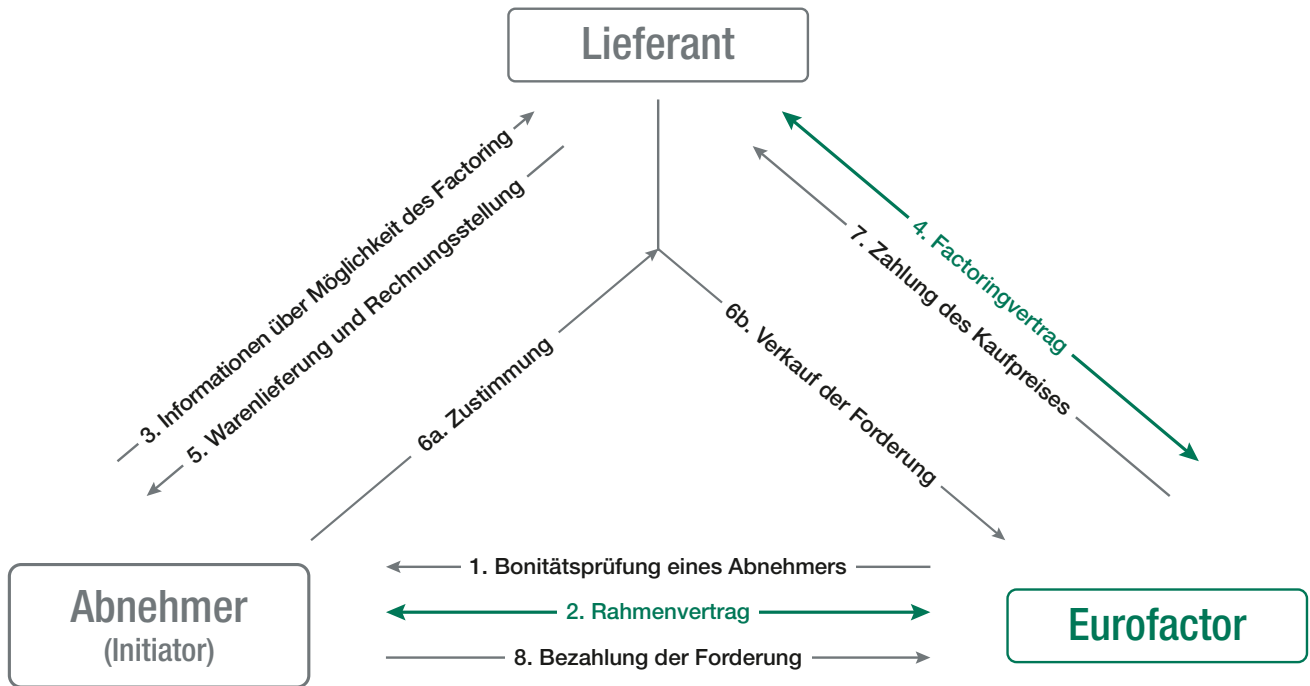 Lieferant
3. Informationen über Möglichkeit des Factoring
5. Warenlieferung und Rechnungsstellung
6a. Zustimmung
6b. Verkauf der Forderung
4. Factoringvertrag
7. Zahlung des Kaufpreises
Abnehmer
(Initiator)
1. Bonitätsprüfung eines Abnehmers
2. Rahmenvertrag
8. Bezahlung der Forderung
Eurofactor